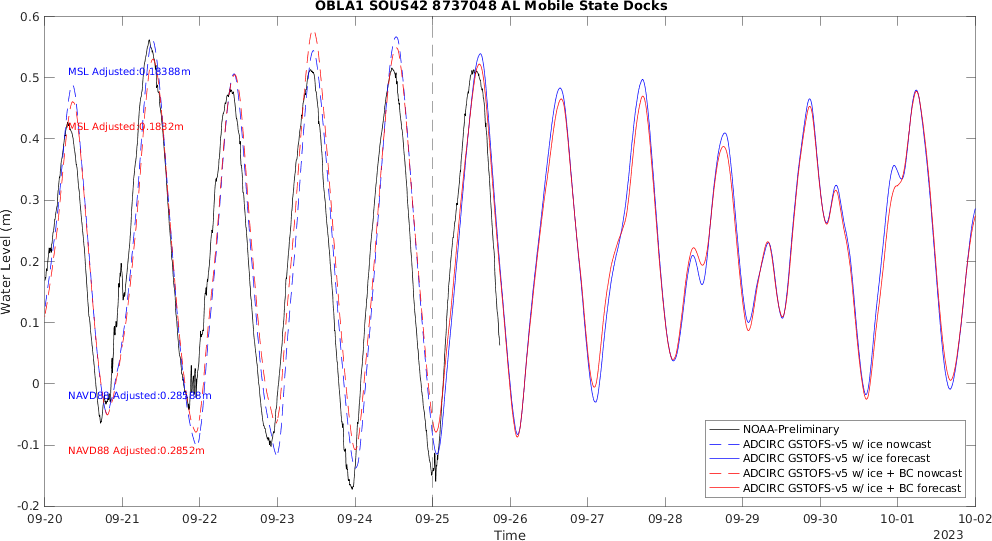 OBLA1 SOUS42 8737048 AL Mobile State Docks
0.6
0.5
0.4
0.3
0.2
0.1
0
-0.1
-0.2
Water Level (m)
MSL Adjusted:0.18388m
MSL Adjusted:0.1832m
NAVD88 Adjusted:0.28588m
NAVD88 Adjusted:0.2852m
NOAA-Preliminary
ADCIRC GSTOFS-v5 w/ ice nowcast
ADCIRC GSTOFS-v5 w/ ice forecast
ADCIRC GSTOFS-v5 w/ ice + BC nowcast
ADCIRC GSTOFS-v5 w/ ice + BC forecast
09-20 09-21 09-22 09-23 09-24 09-25 09-26 09-27 09-28 09-29 09-30 10-01 10-02
Time
2023